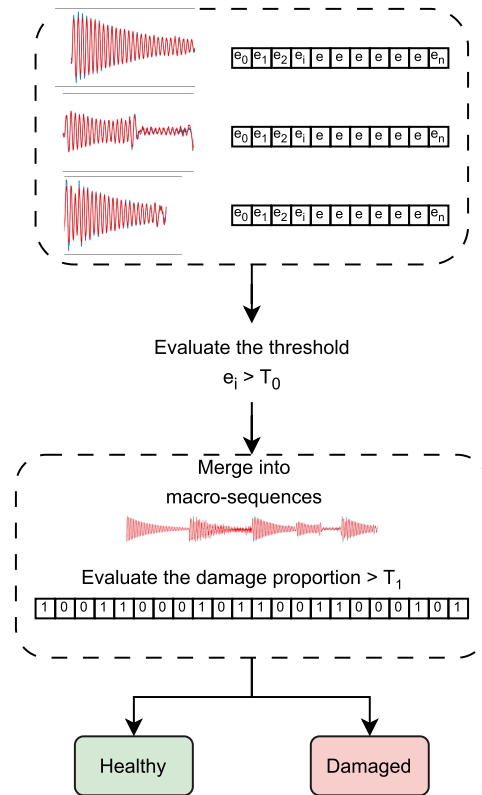 e0 e1 e2 ei e e e e e en
e0 e1 e2 ei e e e e e en
e0 e1 e2 ei e e e e e en
Evaluate the threshold
ei > T0
Merge into
macro-sequences
Evaluate the damage proportion > T1
1 0 0 1 1 0 0 0 1 0 1 1 0 0 1 1 0 0 0 1 0 1
Healthy
Damaged